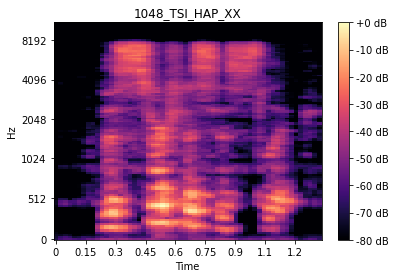 1048_TSI_HAP_XX
+0 dB
8192
-10 dB
4096
-20 dB
-30 dB
2048
-40 dB
Hz
1024
-50 dB
512
-60 dB
-70 dB
0
-80 dB
0 0.15 0.3 0.45 0.6 0.75 0.9 1.1 1.2
Time